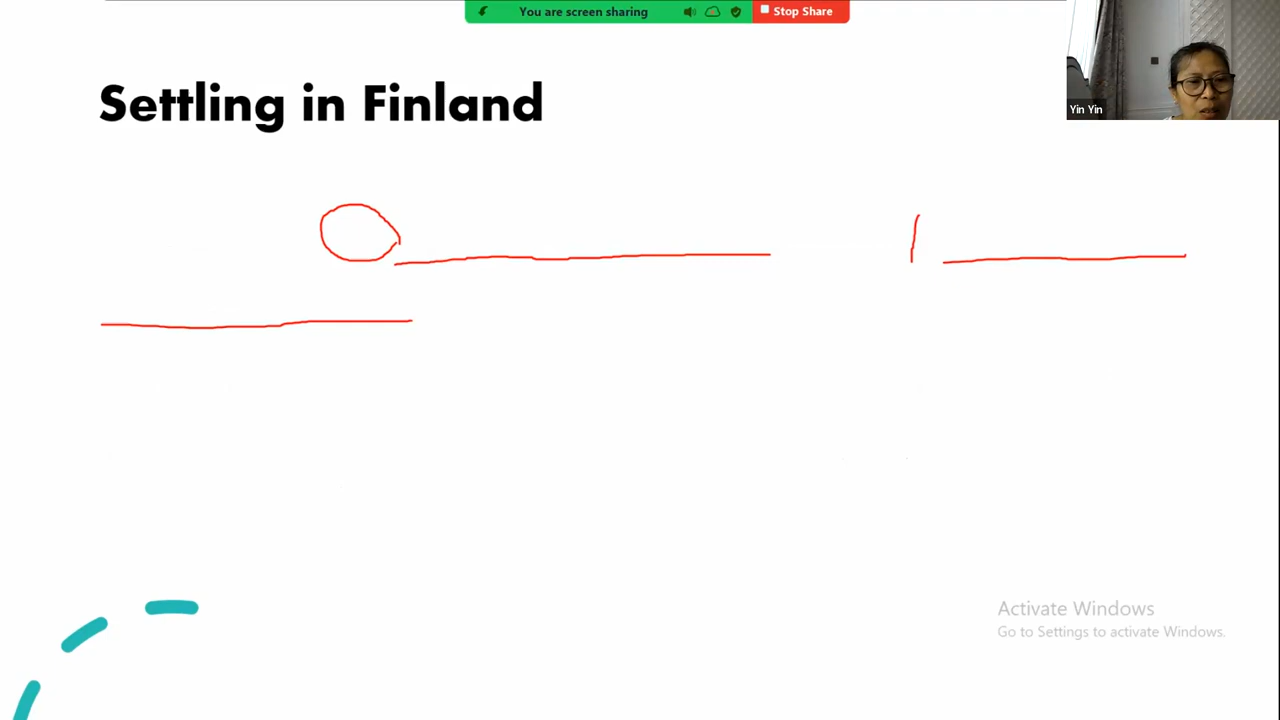 You are screen sharing
Stop Share
Settling in Finland
Yin Yin
Activate Windows
Go to Settings to activate Windows.